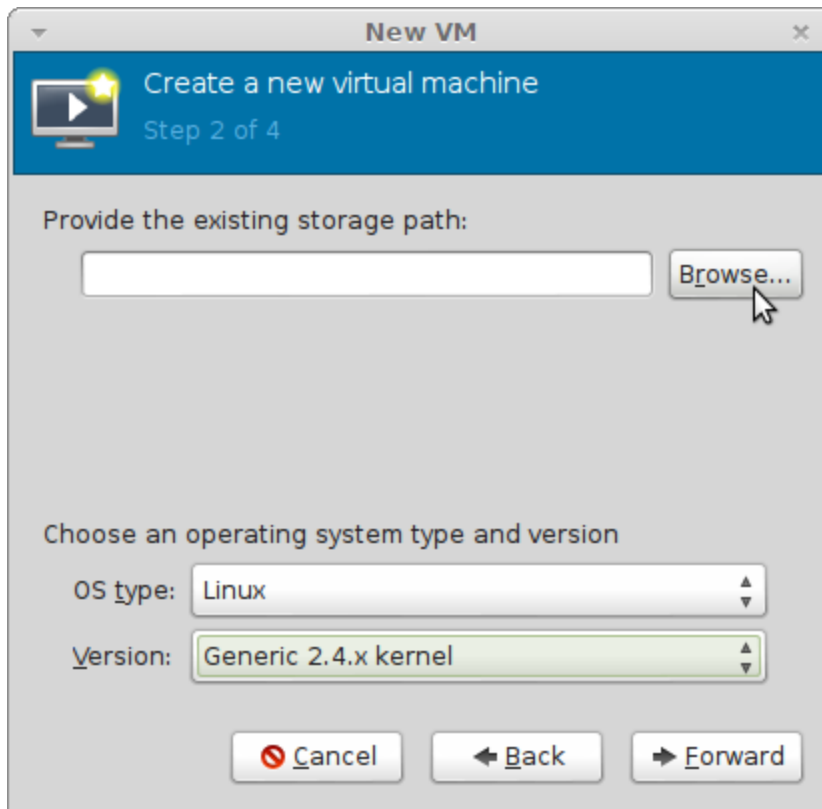 New VM
Create a new virtual machine
Step 2 of 4
Provide the existing storage path:
Browse...
Choose an operating system type and version
OS type: Linux
Version: Generic 2.4.x kernel
Cancel Back Forward